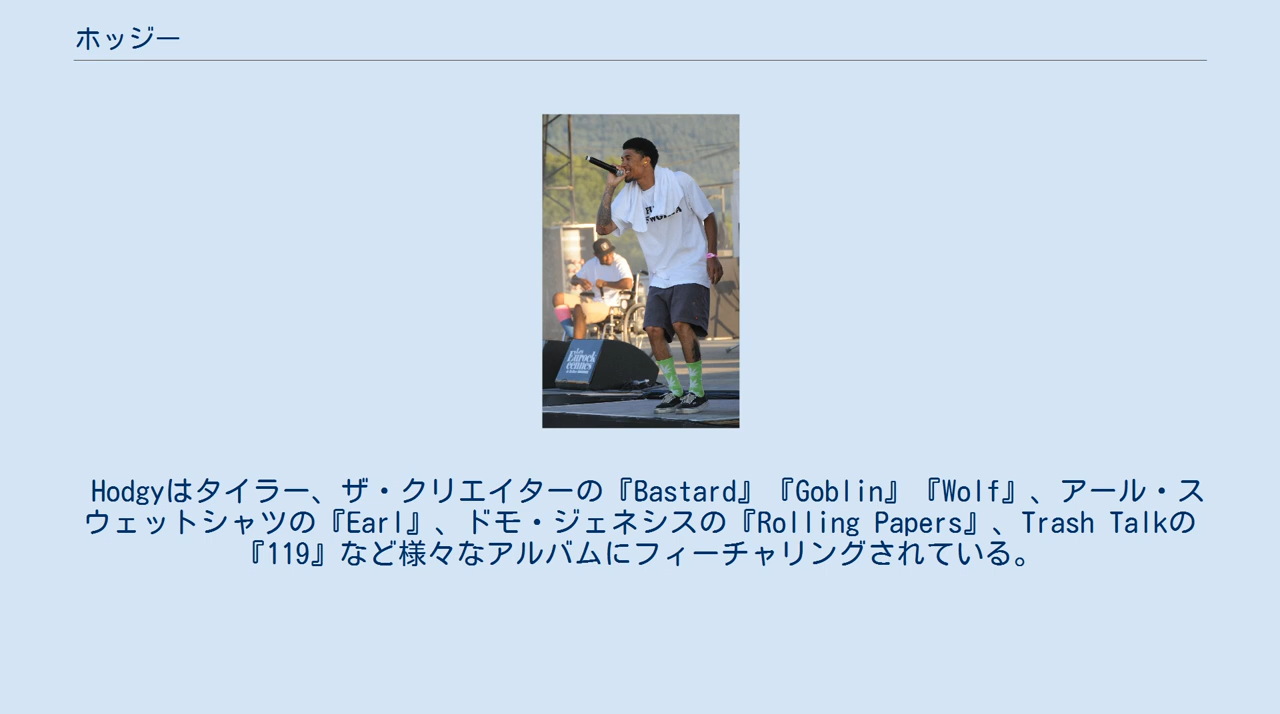 ホッジー
Les
Eurock
éennes
Hodgyはタイラー、ザ・クリエイターの『Bastard』『Goblin』『Wolf』、アール・ス
ウェットシャツの『Earl』、ドモ・ジェネシスの『Rolling Papers』、Trash Talkの
『119』など様々なアルバムにフィーチャリングされている。